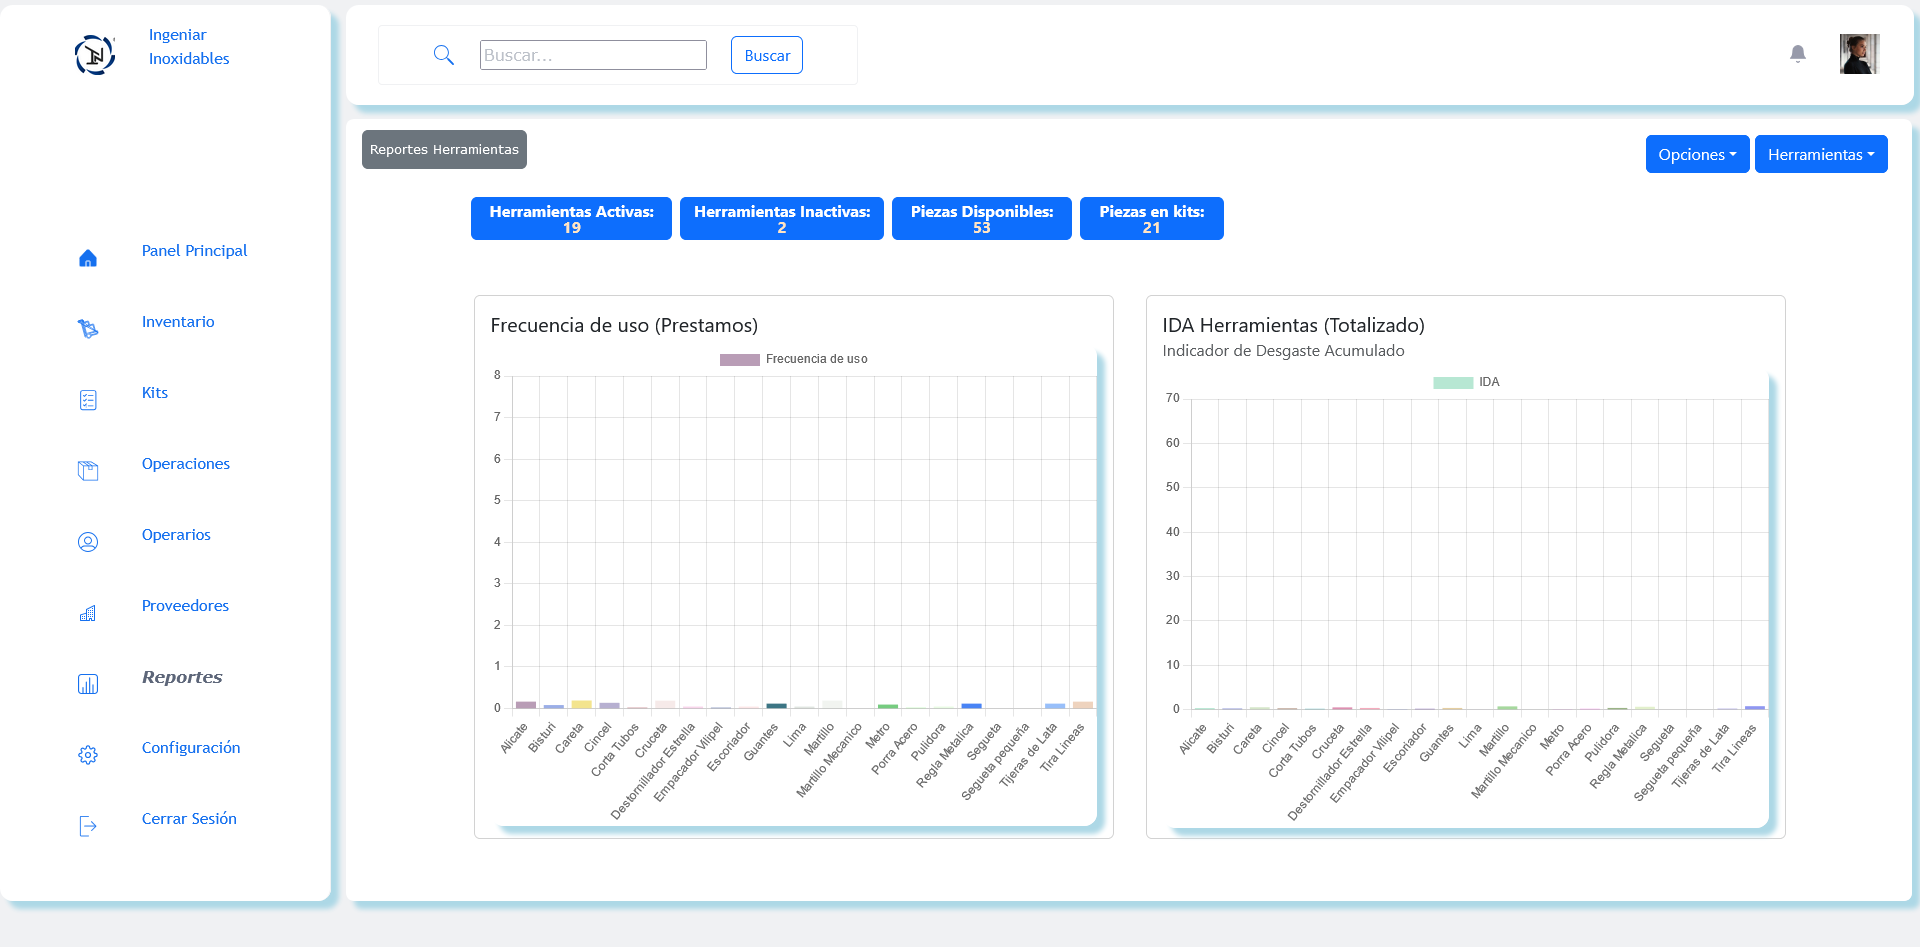 Ingeniar
Inoxidables
Buscar...
Buscar
Panel Principal
Inventario
Kits
Operaciones
Operarios
Proveedores
Reportes
Configuración
Cerrar Sesión
Reportes Herramientas
Opciones
Herramientas
Herramientas Activas:
19
Herramientas Inactivas:
2
Piezas Disponibles:
53
Piezas en kits:
21
Frecuencia de uso (Prestamos)
Frecuencia de uso
8
7
6
5
4
3
2
1
0
Alicate
Bisturi
Careta
Cincel
Corta Tubos
Cruceta
Destornillador Estrella
Empacador Vilipel
Escoriador
Guantes
Lima
Martillo
Martillo Mecanico
Metro
Porra Acero
Pulidora
Regla Metalica
Segueta
Segueta pequeña
Tijeras de Lata
Tira Lineas
IDA Herramientas (Totalizado)
Indicador de Desgaste Acumulado
IDA
70
60
50
40
30
20
10
0
Alicate
Bisturi
Careta
Cincel
Corta Tubos
Cruceta
Destornillador Estrella
Empacador Vilipel
Escoriador
Guantes
Lima
Martillo
Martillo Mecanico
Metro
Porra Acero
Pulidora
Regla Metalica
Segueta
Segueta pequeña
Tijeras de Lata
Tira Lineas